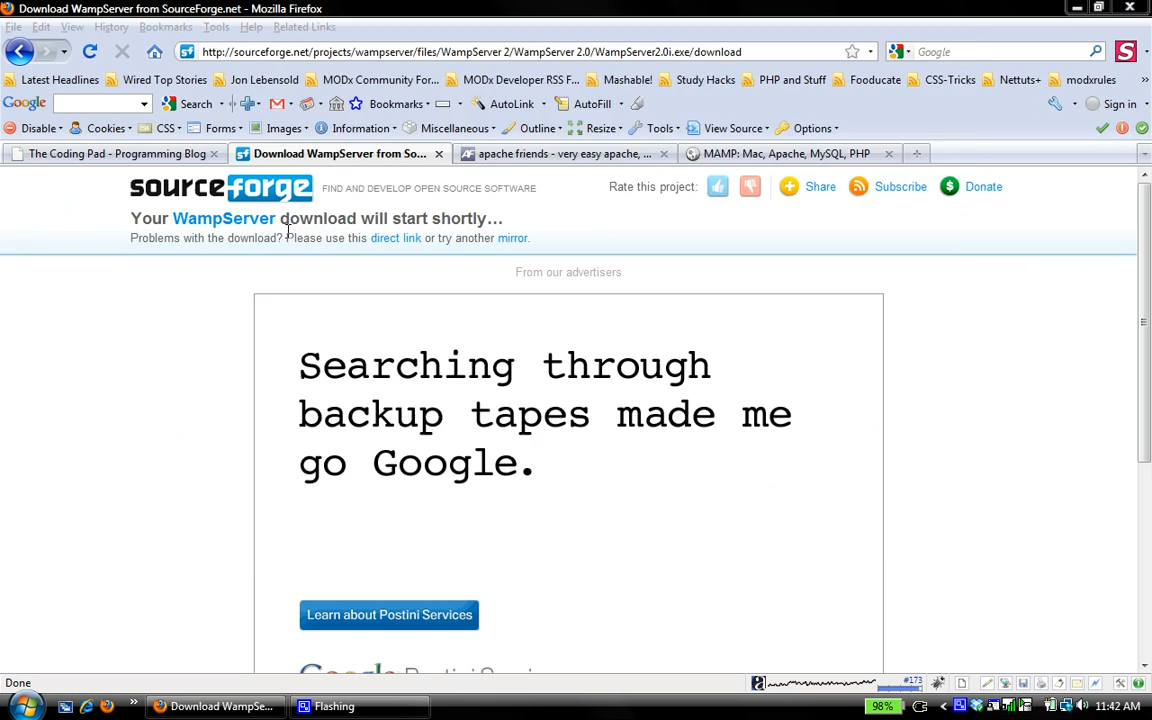 Download WampServer from SourceForge.net - Mozilla Firefox
File Edit View History Bookmarks Tools Help Related Links
http://sourceforge.net/projects/wampserver/files/WampServer 2/WampServer 2.0/WampServer2.0i.exe/download Google
Latest Headlines Wired Top Stories Jon Lebensold MODx Community For... MODx Developer RSS F... Mashable! Study Hacks PHP and Stuff Fooducate CSS-Tricks Nettuts+ modxrules »
Google Search Bookmarks AutoLink AutoFill Sign in
Disable Cookies CSS Forms Images Information Miscellaneous Outline Resize Tools View Source Options
The Coding Pad - Programming Blog Download WampServer from So... apache friends - very easy apache, ... MAMP: Mac, Apache, MySQL, PHP
sourceforge FIND AND DEVELOP OPEN SOURCE SOFTWARE Rate this project: Share Subscribe Donate
Your WampServer download will start shortly...
Problems with the download? Please use this direct link or try another mirror.
From our advertisers
Searching through
backup tapes made me
go Google.
Learn about Postini Services
Done #173
Download WampSe... Flashing 98% 11:42 AM